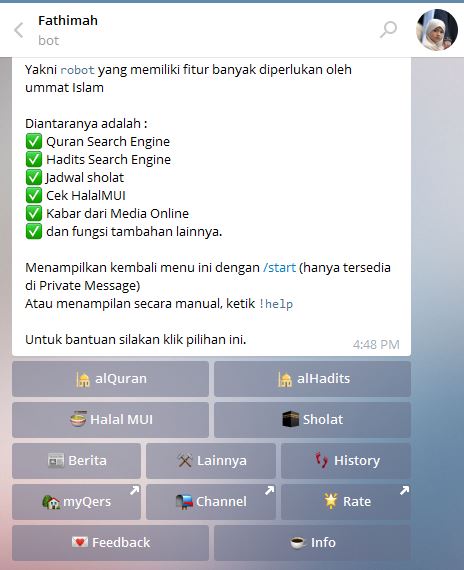 Fathimah
bot
Yakni robot yang memiliki fitur banyak diperlukan oleh
ummat Islam
Diantaranya adalah :
✅ Quran Search Engine
✅ Hadits Search Engine
✅ Jadwal sholat
✅ Cek HalalMUI
✅ Kabar dari Media Online
✅ dan fungsi tambahan lainnya.
Menampilkan kembali menu ini dengan /start (hanya tersedia
di Private Message)
Atau menampilan secara manual, ketik !help
Untuk bantuan silakan klik pilihan ini.
4:48 PM
alQuran
alHadits
Halal MUI
Sholat
Berita
Lainnya
History
myQers
Channel
Rate
Feedback
Info